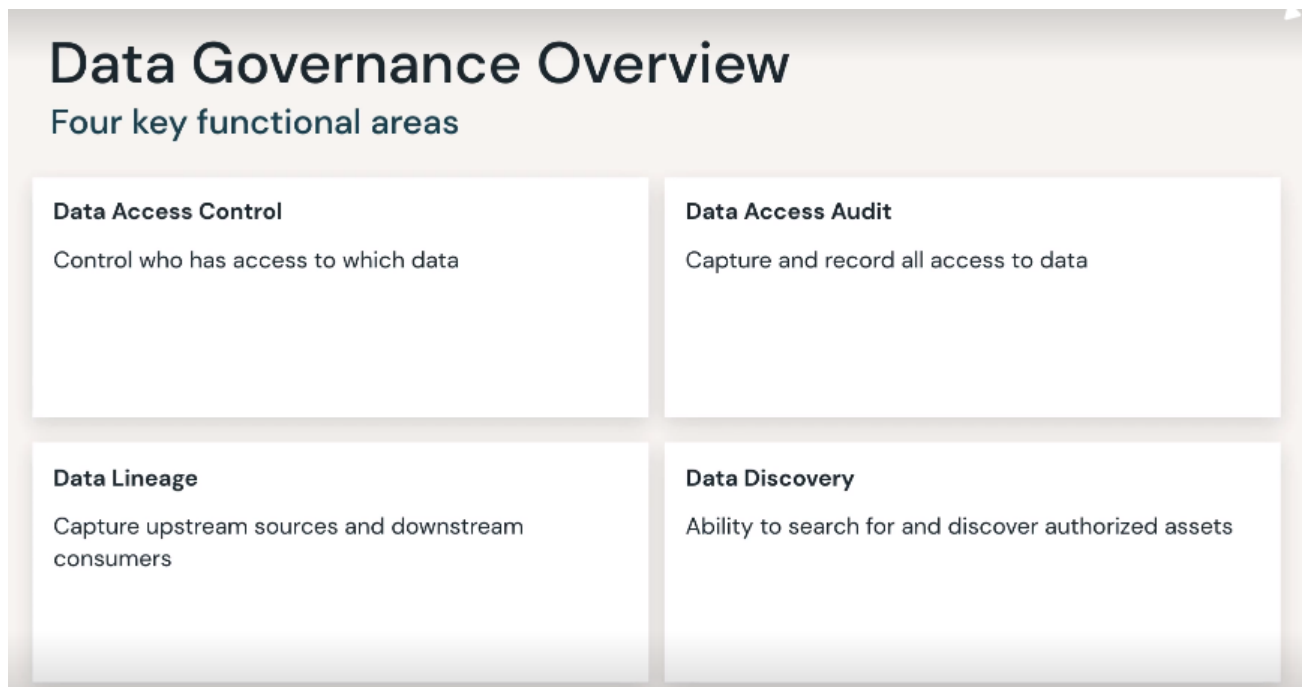 Data Governance Overview
Four key functional areas
Data Access Control
Control who has access to which data
Data Access Audit
Capture and record all access to data
Data Lineage
Capture upstream sources and downstream
consumers
Data Discovery
Ability to search for and discover authorized assets